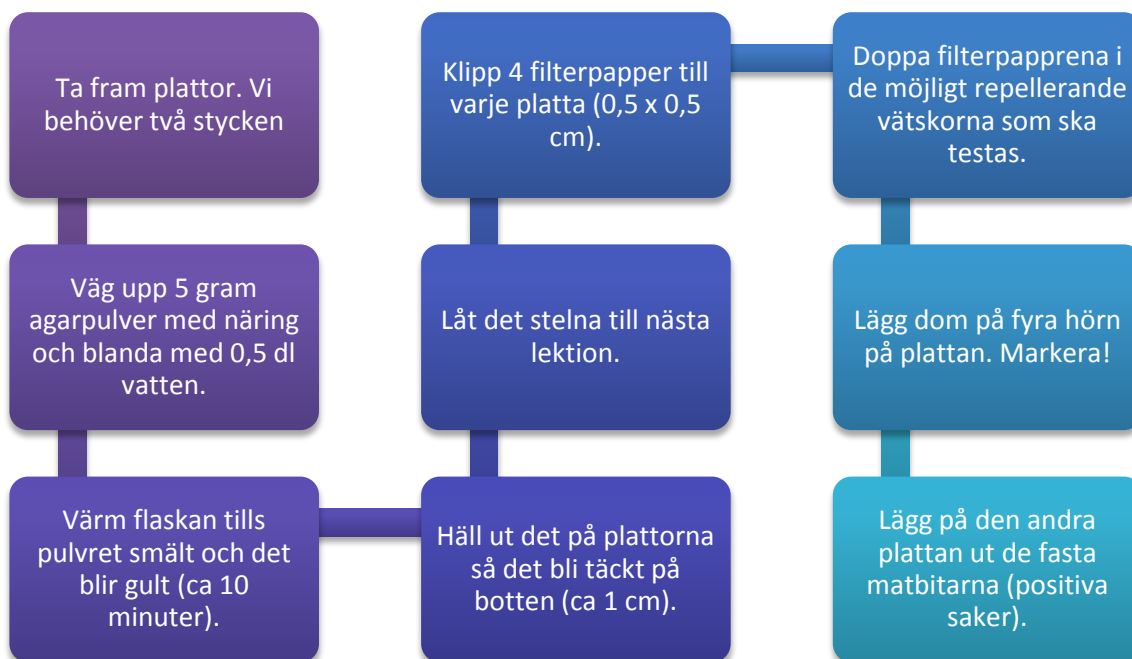 Ta fram plattor. Vi
behöver två stycken
Väg upp 5 gram
agarpulver med näring
och blanda med 0,5 dl
vatten.
Värm flaskan tills
pulvret smält och det
blir gult (ca 10
minuter).
Häll ut det på plattorna
så det bli täckt på
botten (ca 1 cm).
Låt det stelna till nästa
lektion.
Klipp 4 filterpapper till
varje platta (0,5 x 0,5
cm).
Doppa filterpapprena i
de möjligt repellerande
vätskorna som ska
testas.
Lägg dom på fyra hörn
på plattan. Markera!
Lägg på den andra
plattan ut de fasta
matbitarna (positiva
saker).